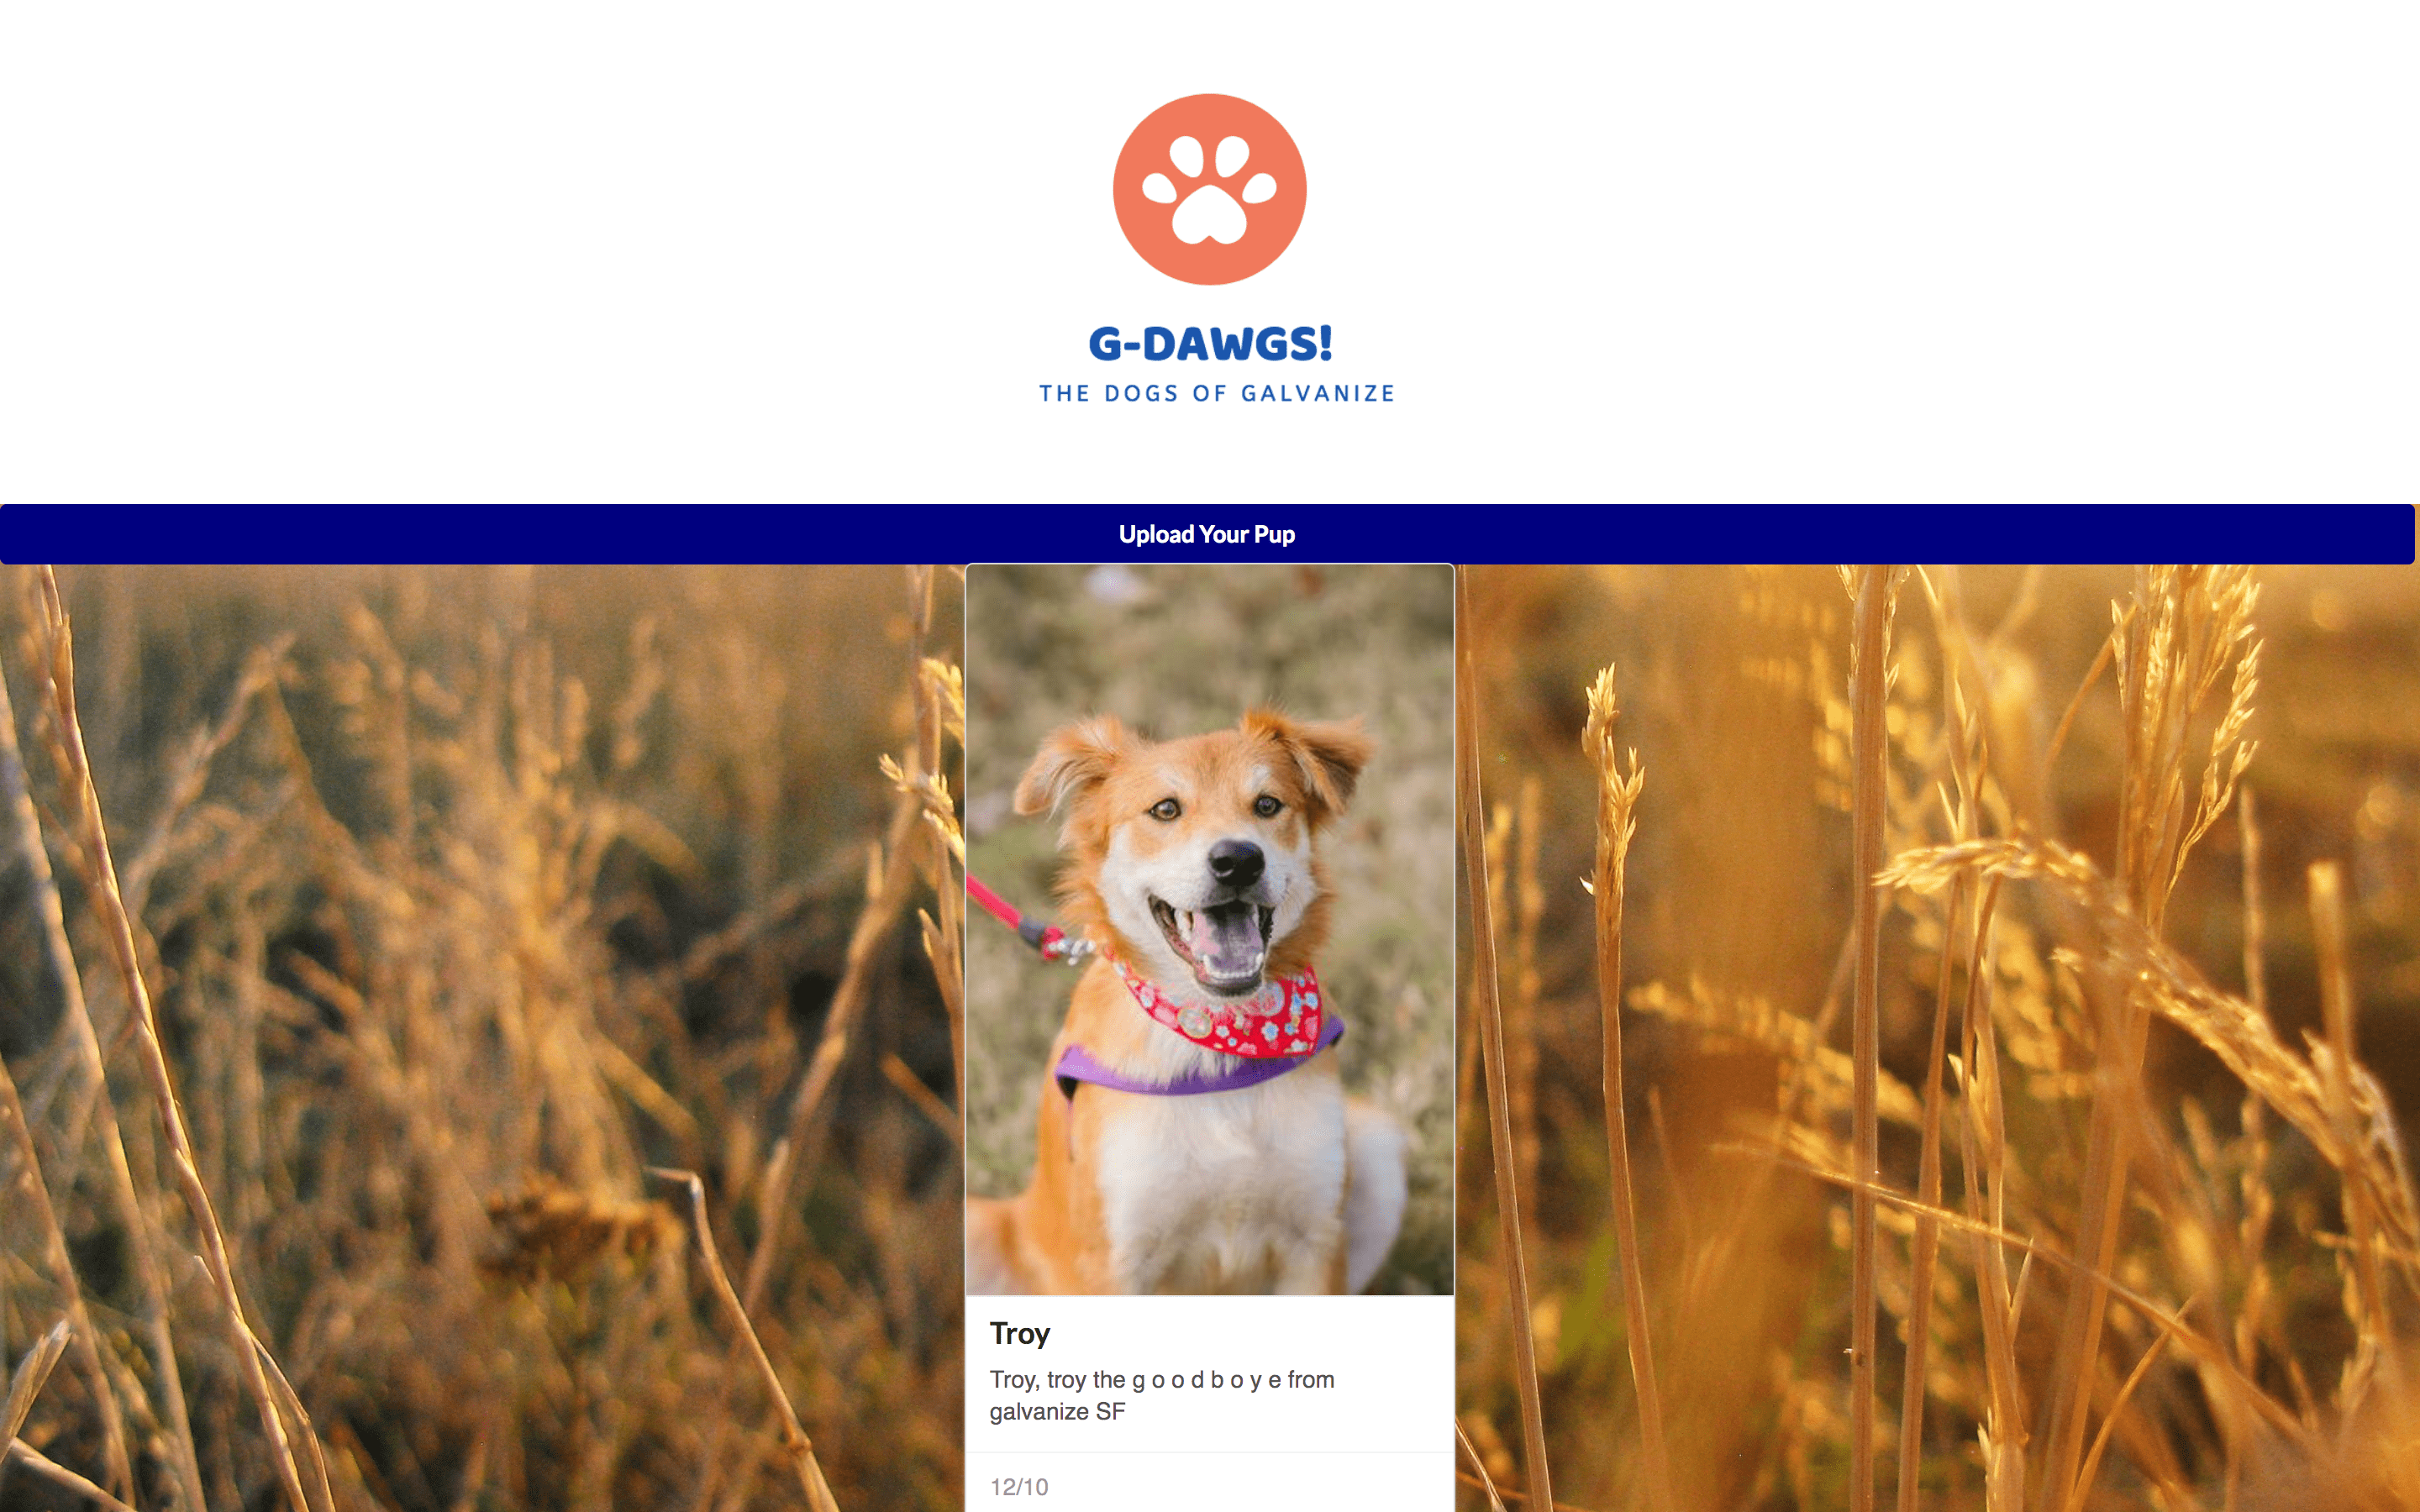 G-DAWGS!
THE DOGS OF GALVANIZE
Upload Your Pup
Troy
Troy, troy the g o o d b o y e from
galvanize SF
12/10